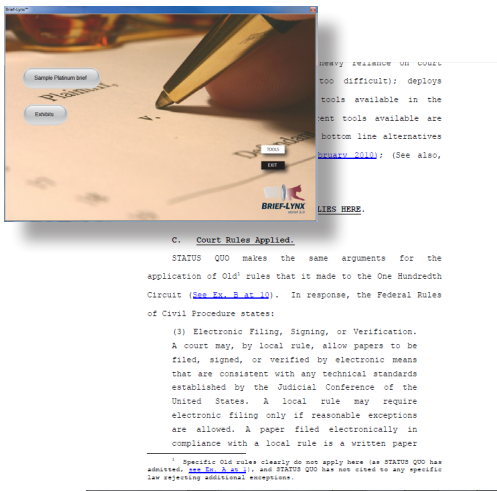 Brief-Lynx™
Sample Platinum brief
Exhibits
Plaintiff,
v.
TOOLS
EXIT
BRIEF-LYNX
heavy reliance on court
too difficult); deploys
tools available in the
tools available are
bottom line alternatives
bruary 2010); (See also,
LIES HERE.
C. Court Rules Applied.
STATUS QUO makes the same arguments for the
application of Old¹ rules that it made to the One Hundredth
Circuit (See Ex. B at 10). In response, the Federal Rules
of Civil Procedure states:
(3) Electronic Filing, Signing, or Verification.
A court may, by local rule, allow papers to be
filed, signed, or verified by electronic means
that are consistent with any technical standards
established by the Judicial Conference of the
United States. A local rule may require
electronic filing only if reasonable exceptions
are allowed. A paper filed electronically in
compliance with a local rule is a written paper
¹ Specific Old rules clearly do not apply here (as STATUS QUO has
admitted, see Ex. A at 1), and STATUS QUO has not cited to any specific
law rejecting additional exceptions.